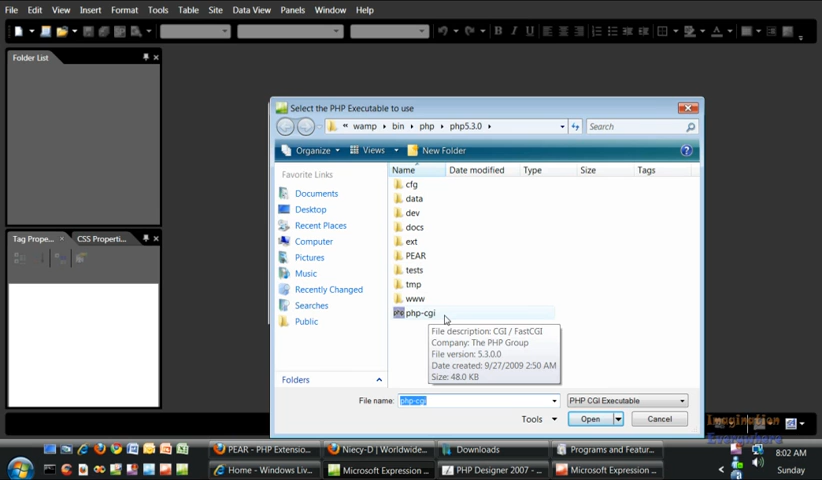 File Edit View Insert Format Tools Table Site Data View Panels Window Help
Folder List
Select the PHP Executable to use
« wamp › bin › php › php5.3.0 ›
Search
Organize Views New Folder
Favorite Links
Documents
Desktop
Recent Places
Computer
Pictures
Music
Recently Changed
Searches
Public
Folders
Name Date modified Type Size Tags
cfg
data
dev
docs
ext
PEAR
tests
tmp
www
php-cgi
File description: CGI / FastCGI
Company: The PHP Group
File version: 5.3.0.0
Date created: 9/27/2009 2:50 AM
Size: 48.0 KB
Tag Prope...
CSS Properti...
File name: php-cgi
PHP CGI Executable
Tools Open Cancel
Imagination
Everywhere
PEAR - PHP Extensio... Niecy-D | Worldwide... Downloads Programs and Featur... 8:02 AM
Home - Windows Liv... Microsoft Expression ... PHP Designer 2007 - ... Microsoft Expression ... Sunday